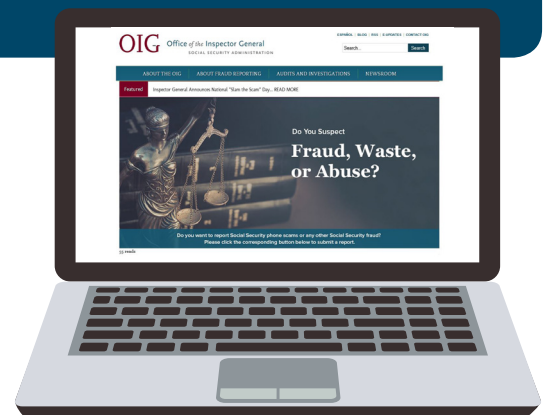 ESPAÑOL | BLOG | RSS | E-UPDATES | CONTACT OIG
OIG Office of the Inspector General
SOCIAL SECURITY ADMINISTRATION
Search... Search
ABOUT THE OIG ABOUT FRAUD REPORTING AUDITS AND INVESTIGATIONS NEWSROOM
Featured Inspector General Announces National "Slam the Scam" Day... READ MORE
Do You Suspect
Fraud, Waste,
or Abuse?
Do you want to report Social Security phone scams or any other Social Security fraud?
Please click the corresponding button below to submit a report.